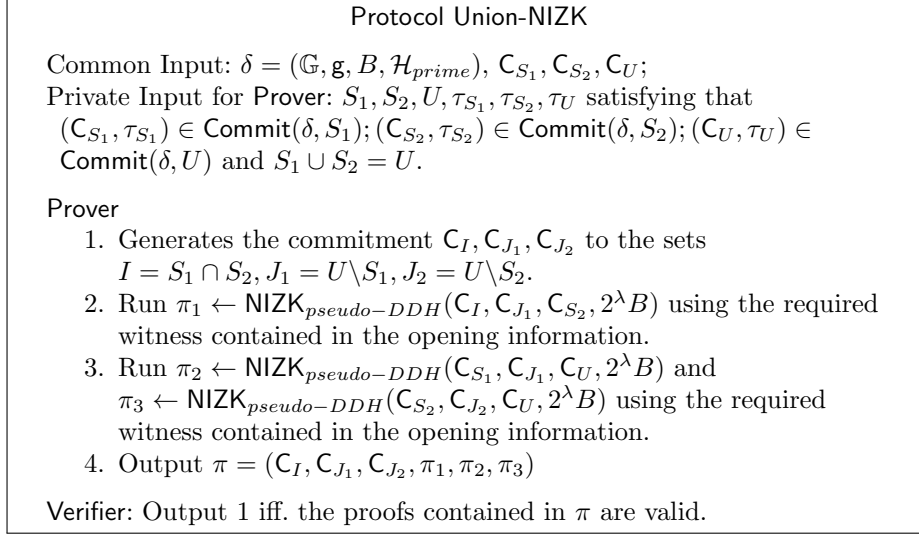 Protocol Union-NIZK
Common Input: δ = (𝔾, g, B, ℋ_{prime}), C_{S_1}, C_{S_2}, C_U;
Private Input for Prover: S_1, S_2, U, τ_{S_1}, τ_{S_2}, τ_U satisfying that
(C_{S_1}, τ_{S_1}) ∈ Commit(δ, S_1); (C_{S_2}, τ_{S_2}) ∈ Commit(δ, S_2); (C_U, τ_U) ∈
Commit(δ, U) and S_1 ∪ S_2 = U.
Prover
1. Generates the commitment C_I, C_{J_1}, C_{J_2} to the sets
I = S_1 ∩ S_2, J_1 = U\S_1, J_2 = U\S_2.
2. Run π_1 ← NIZK_{pseudo−DDH}(C_I, C_{J_1}, C_{S_2}, 2^λ B) using the required
witness contained in the opening information.
3. Run π_2 ← NIZK_{pseudo−DDH}(C_{S_1}, C_{J_1}, C_U, 2^λ B) and
π_3 ← NIZK_{pseudo−DDH}(C_{S_2}, C_{J_2}, C_U, 2^λ B) using the required
witness contained in the opening information.
4. Output π = (C_I, C_{J_1}, C_{J_2}, π_1, π_2, π_3)
Verifier: Output 1 iff. the proofs contained in π are valid.